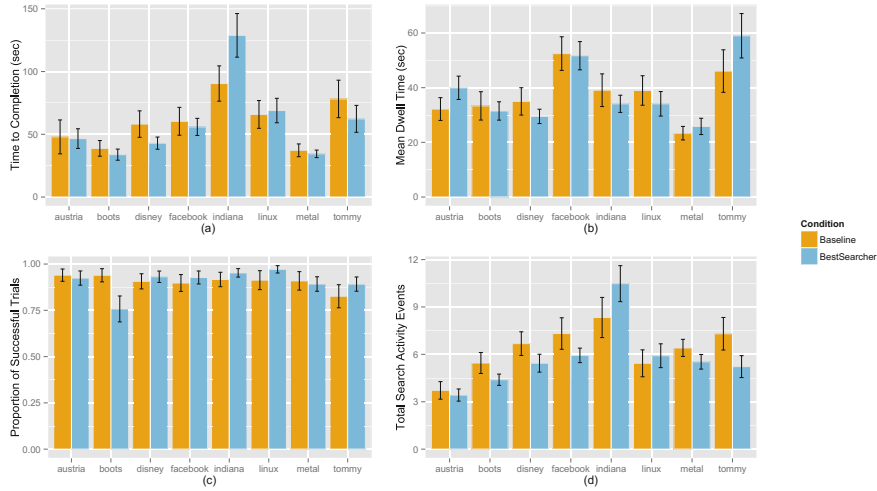 Time to Completion (sec)
150
100
50
0
austria boots disney facebook indiana linux metal tommy
(a)
Mean Dwell Time (sec)
60
40
20
0
austria boots disney facebook indiana linux metal tommy
(b)
Proportion of Successful Trials
1.00
0.75
0.50
0.25
0.00
austria boots disney facebook indiana linux metal tommy
(c)
Total Search Activity Events
12
9
6
3
0
austria boots disney facebook indiana linux metal tommy
(d)
Condition
Baseline
BestSearcher